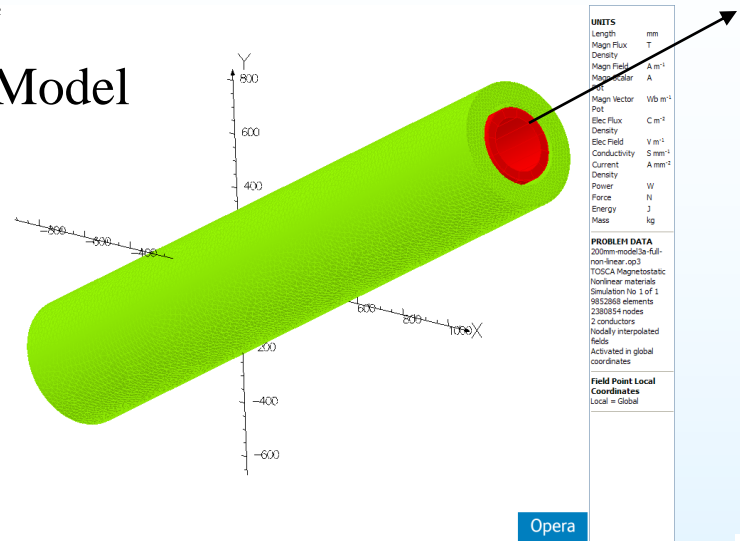 Model
Y
800
600
400
-800
-600
-400
600
800
1000
X
200
-400
-600
Opera
UNITS
Length mm
Magn Flux T
Density
Magn Field A m⁻¹
Magn Scalar A
Pot
Magn Vector Wb m⁻¹
Pot
Elec Flux C m⁻²
Density
Elec Field V m⁻¹
Conductivity S mm⁻¹
Current A mm⁻²
Density
Power W
Force N
Energy J
Mass kg
PROBLEM DATA
200mm-model3a-full-
non-linear.op3
TOSCA Magnetostatic
Nonlinear materials
Simulation No 1 of 1
9852868 elements
2380854 nodes
2 conductors
Nodally interpolated
fields
Activated in global
coordinates
Field Point Local
Coordinates
Local = Global